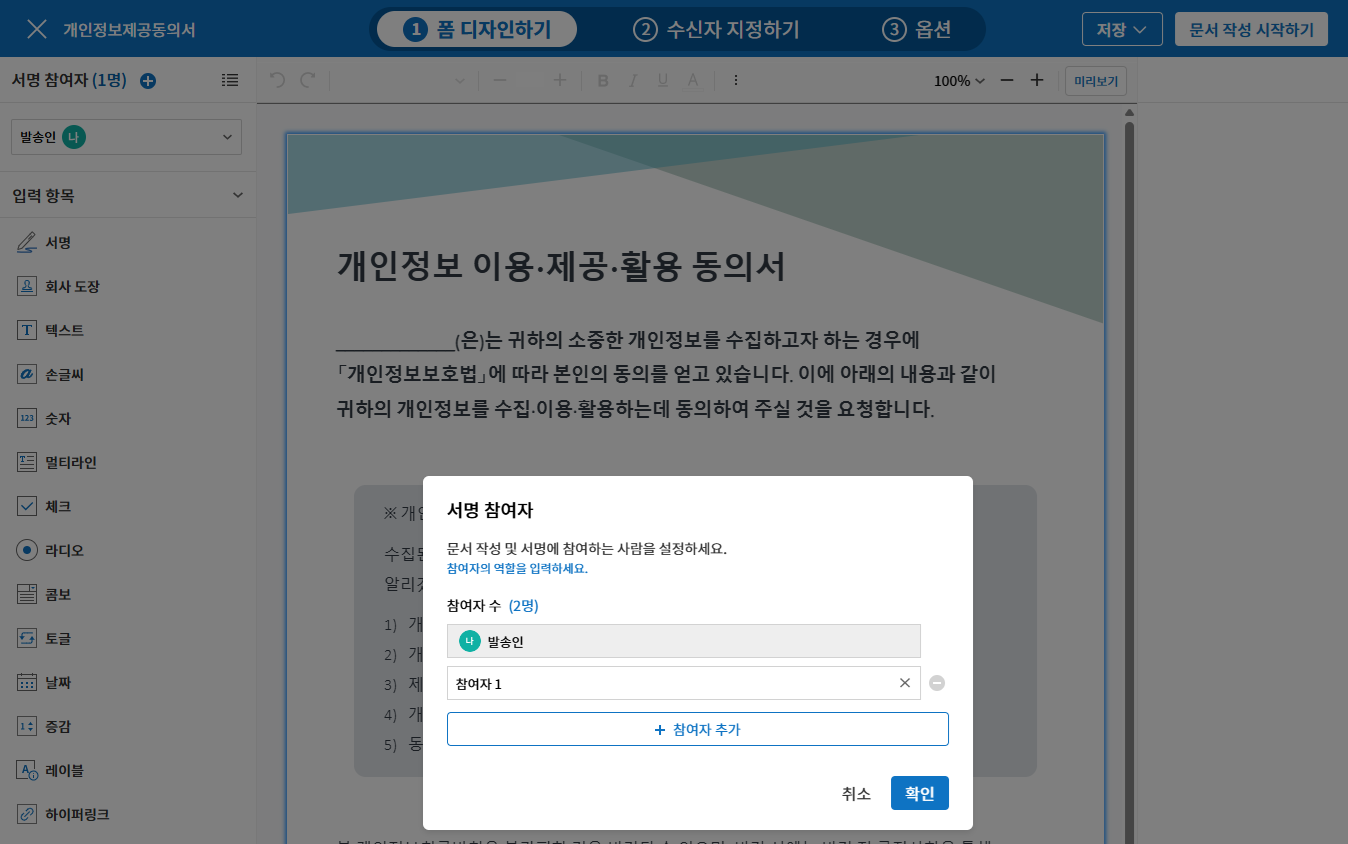 개인정보제공동의서
1 폼 디자인하기
2 수신자 지정하기
3 옵션
저장
문서 작성 시작하기
서명 참여자 (1명)
B I U A
100%
미리보기
발송인 나
입력 항목
서명
회사 도장
텍스트
손글씨
숫자
멀티라인
체크
라디오
콤보
토글
날짜
증감
레이블
하이퍼링크
개인정보 이용·제공·활용 동의서
____________(은)는 귀하의 소중한 개인정보를 수집하고자 하는 경우에
「개인정보보호법」에 따라 본인의 동의를 얻고 있습니다. 이에 아래의 내용과 같이
귀하의 개인정보를 수집·이용·활용하는데 동의하여 주실 것을 요청합니다.
※ 개인
수집된
알리
1) 개
2) 개
3) 제
4) 개
5) 동
서명 참여자
문서 작성 및 서명에 참여하는 사람을 설정하세요.
참여자의 역할을 입력하세요.
참여자 수 (2명)
나 발송인
참여자 1
+ 참여자 추가
취소
확인